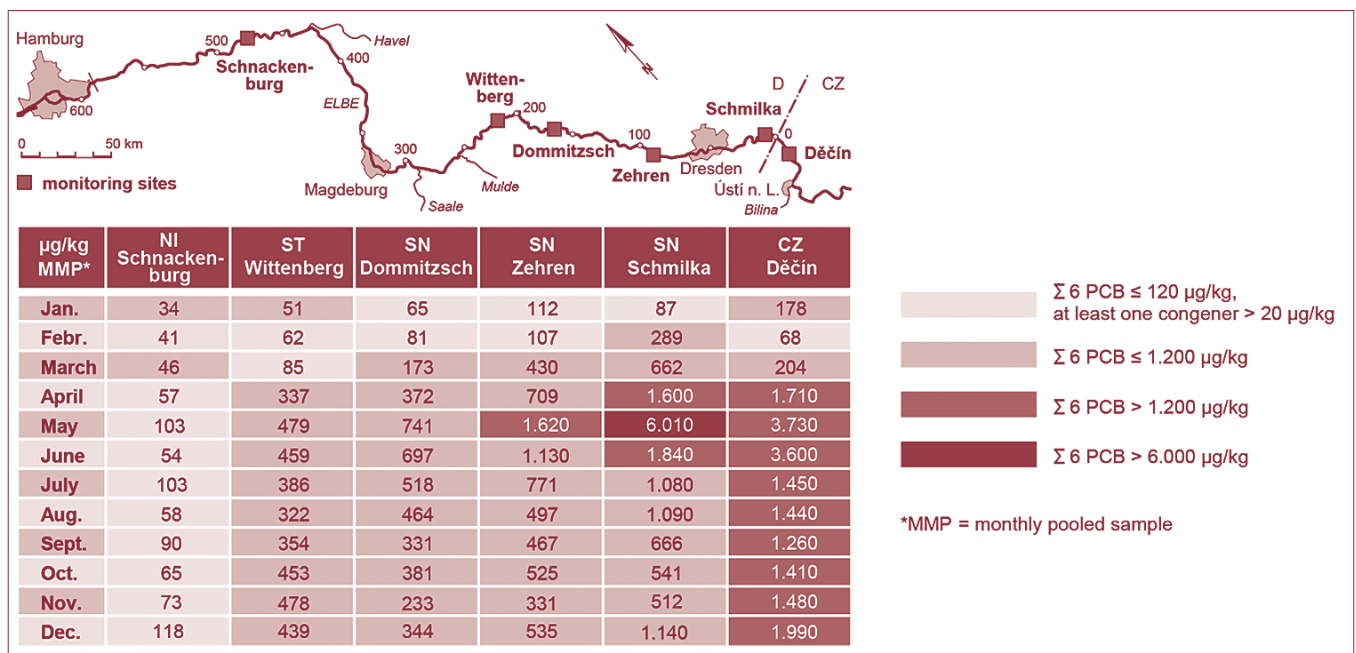 Hamburg
600
500
Schnacken-
burg
Havel
400
ELBE
Magdeburg
300
Saale
Mulde
Witten-
berg
200
Dommitzsch
100
Zehren
Dresden
Schmilka
D CZ
0
Děčín
Ústí n. L.
Bilina
0 50 km
monitoring sites
µg/kg MMP* NI Schnacken-burg ST Wittenberg SN Dommitzsch SN Zehren SN Schmilka CZ Děčín
Jan. 34 51 65 112 87 178
Febr. 41 62 81 107 289 68
March 46 85 173 430 662 204
April 57 337 372 709 1.600 1.710
May 103 479 741 1.620 6.010 3.730
June 54 459 697 1.130 1.840 3.600
July 103 386 518 771 1.080 1.450
Aug. 58 322 464 497 1.090 1.440
Sept. 90 354 331 467 666 1.260
Oct. 65 453 381 525 541 1.410
Nov. 73 478 233 331 512 1.480
Dec. 118 439 344 535 1.140 1.990
Σ 6 PCB ≤ 120 µg/kg,
at least one congener > 20 µg/kg
Σ 6 PCB ≤ 1.200 µg/kg
Σ 6 PCB > 1.200 µg/kg
Σ 6 PCB > 6.000 µg/kg
*MMP = monthly pooled sample